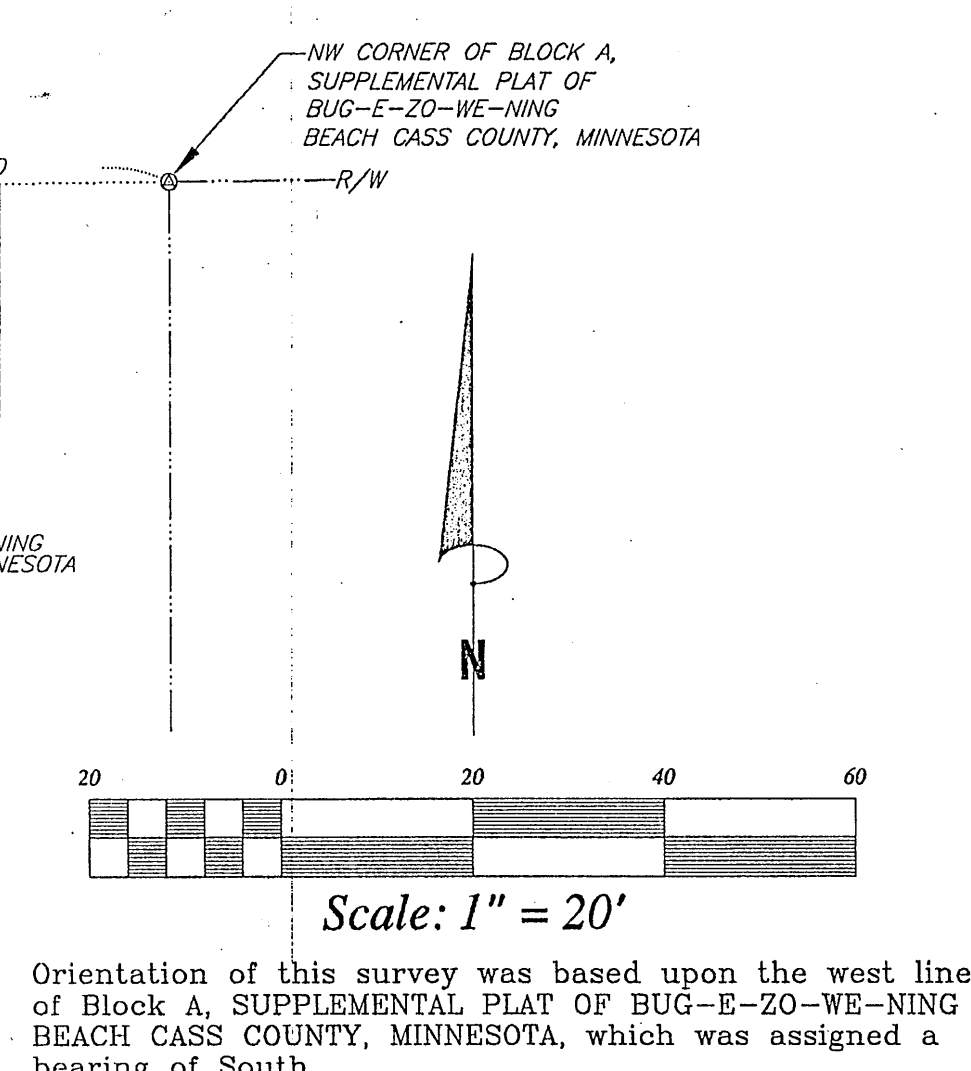 NW CORNER OF BLOCK A,
SUPPLEMENTAL PLAT OF
BUG-E-ZO-WE-NING
BEACH CASS COUNTY, MINNESOTA
R/W
NING
NESOTA
N
20 0 20 40 60
Scale: 1" = 20'
Orientation of this survey was based upon the west line
of Block A, SUPPLEMENTAL PLAT OF BUG-E-ZO-WE-NING
BEACH CASS COUNTY, MINNESOTA, which was assigned a
bearing of South